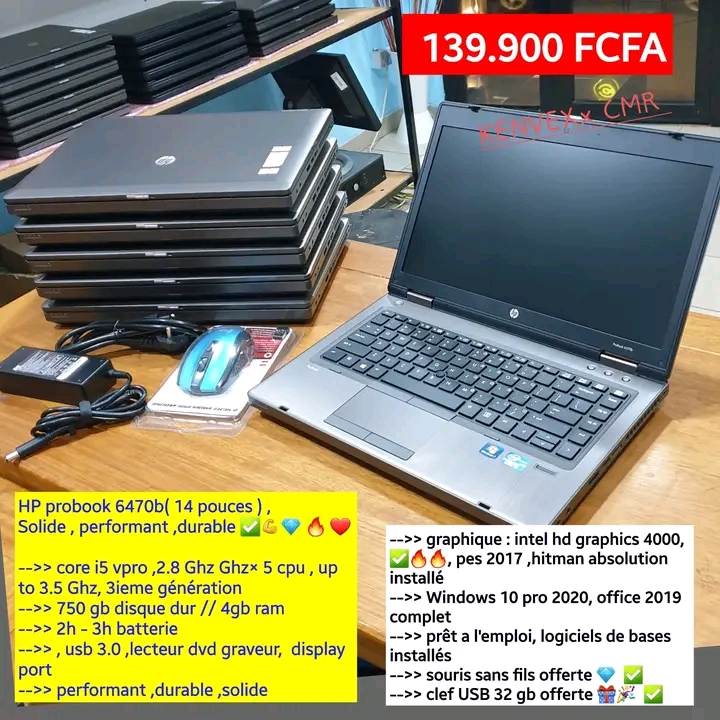 139.900 FCFA
KENVEXx CMR
hp
HP probook 6470b( 14 pouces ) ,
Solide , performant ,durable ✅💪💎🔥❤️
-->> core i5 vpro ,2.8 Ghz Ghz× 5 cpu , up
to 3.5 Ghz, 3ieme génération
-->> 750 gb disque dur // 4gb ram
-->> 2h - 3h batterie
-->> , usb 3.0 ,lecteur dvd graveur, display
port
-->> performant ,durable ,solide
-->> graphique : intel hd graphics 4000,
✅🔥🔥, pes 2017 ,hitman absolution
installé
-->> Windows 10 pro 2020, office 2019
complet
-->> prêt a l'emploi, logiciels de bases
installés
-->> souris sans fils offerte 💎 ✅
-->> clef USB 32 gb offerte 🎁🎉 ✅